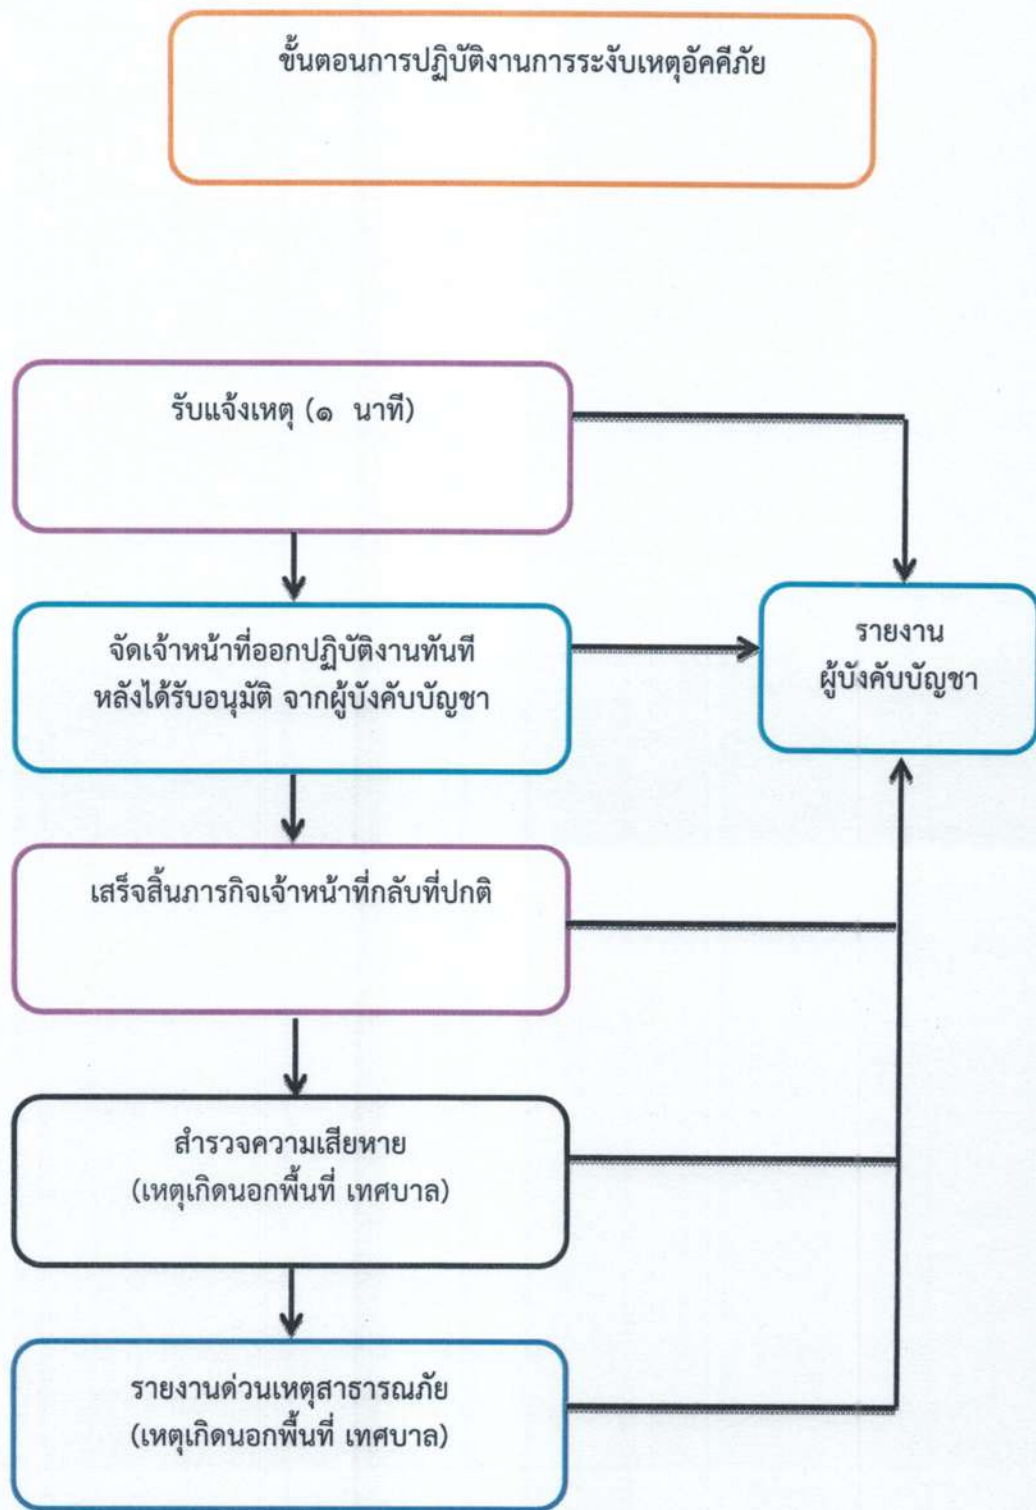 ขั้นตอนการปฏิบัติงานการระงับเหตุอัคคีภัย
รับแจ้งเหตุ (๑ นาที)
จัดเจ้าหน้าที่ออกปฏิบัติงานทันที
หลังได้รับอนุมัติ จากผู้บังคับบัญชา
รายงาน
ผู้บังคับบัญชา
เสร็จสิ้นภารกิจเจ้าหน้าที่กลับที่ปกติ
สำรวจความเสียหาย
(เหตุเกิดนอกพื้นที่ เทศบาล)
รายงานด่วนเหตุสาธารณภัย
(เหตุเกิดนอกพื้นที่ เทศบาล)